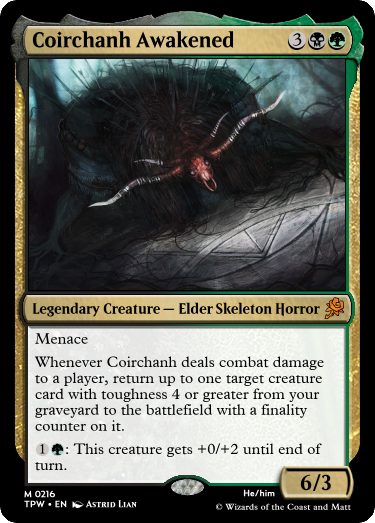 Coirchanh Awakened 3
Legendary Creature — Elder Skeleton Horror
Menace
Whenever Coirchanh deals combat damage
to a player, return up to one target creature
card with toughness 4 or greater from your
graveyard to the battlefield with a finality
counter on it.
1 : This creature gets +0/+2 until end of
turn.
6/3
M 0216 He/him
TPW • EN Astrid Lian © Wizards of the Coast and Matt